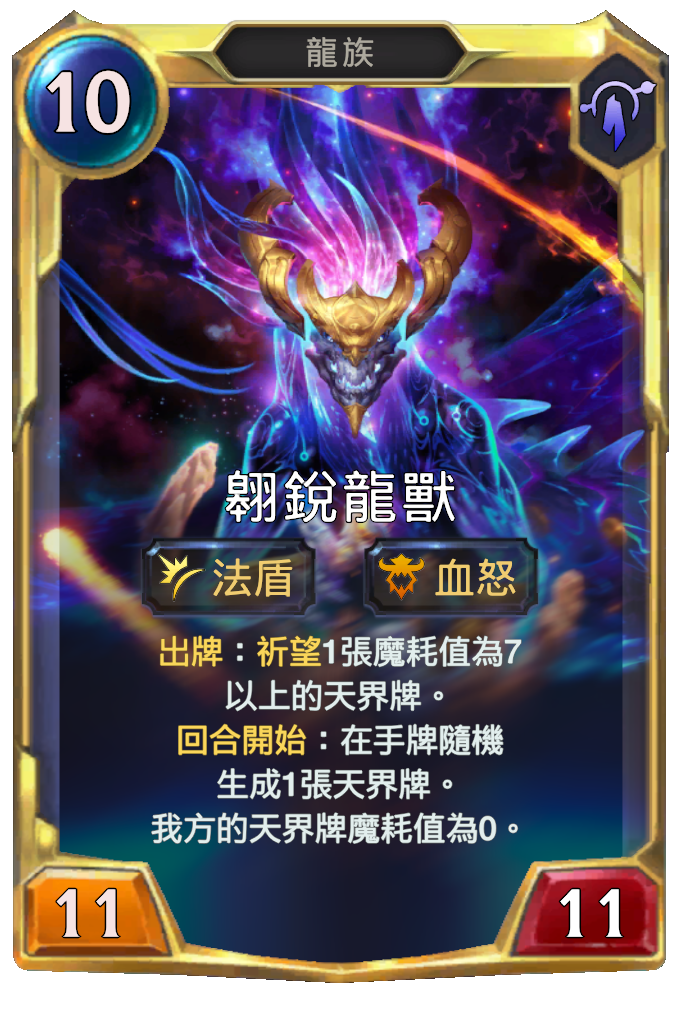 龍族
10
翱銳龍獸
法盾
血怒
出牌：祈望1張魔耗值為7
以上的天界牌。
回合開始：在手牌隨機
生成1張天界牌。
我方的天界牌魔耗值為0。
11
11